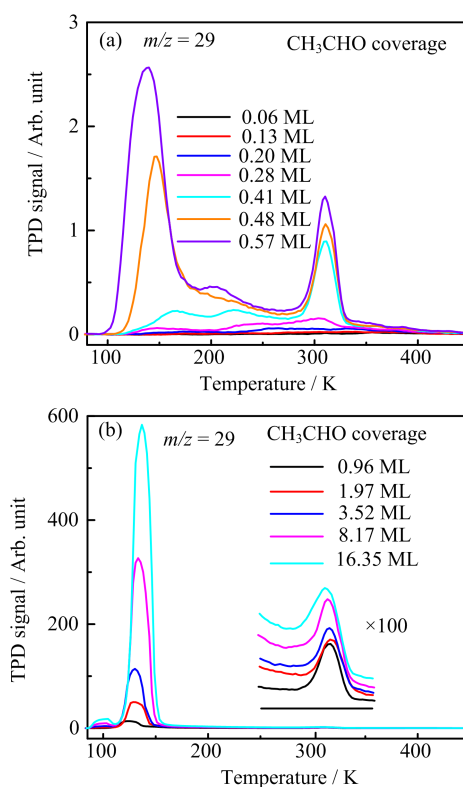 (a)
m/z = 29
CH₃CHO coverage
3
2
1
0
TPD signal / Arb. unit
0.06 ML
0.13 ML
0.20 ML
0.28 ML
0.41 ML
0.48 ML
0.57 ML
100 200 300 400
Temperature / K
(b)
m/z = 29
CH₃CHO coverage
600
400
200
0
TPD signal / Arb. unit
0.96 ML
1.97 ML
3.52 ML
8.17 ML
16.35 ML
×100
100 200 300 400
Temperature / K